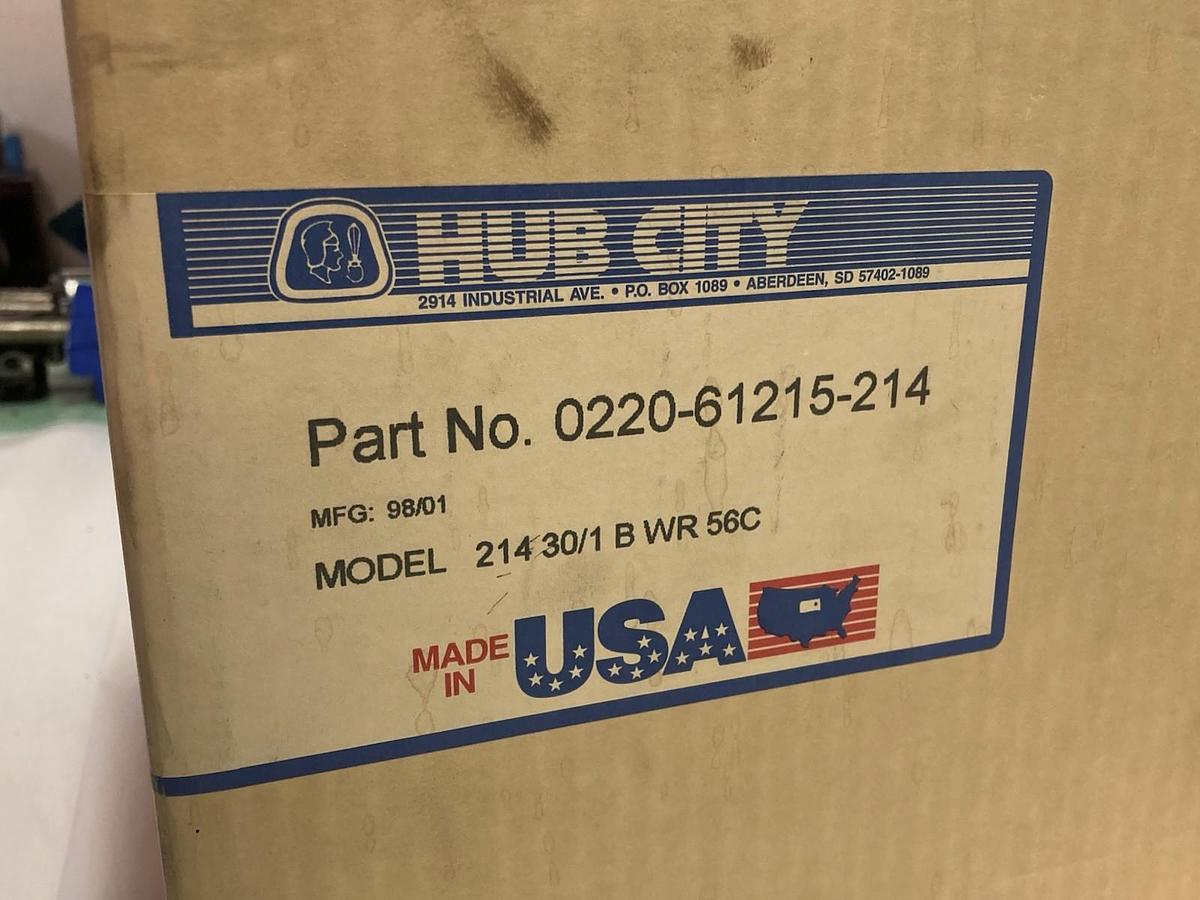 HUB CITY
2914 INDUSTRIAL AVE. • P.O. BOX 1089 • ABERDEEN, SD 57402-1089
Part No. 0220-61215-214
MFG: 98/01
MODEL 214 30/1 B WR 56C
MADE
IN
USA